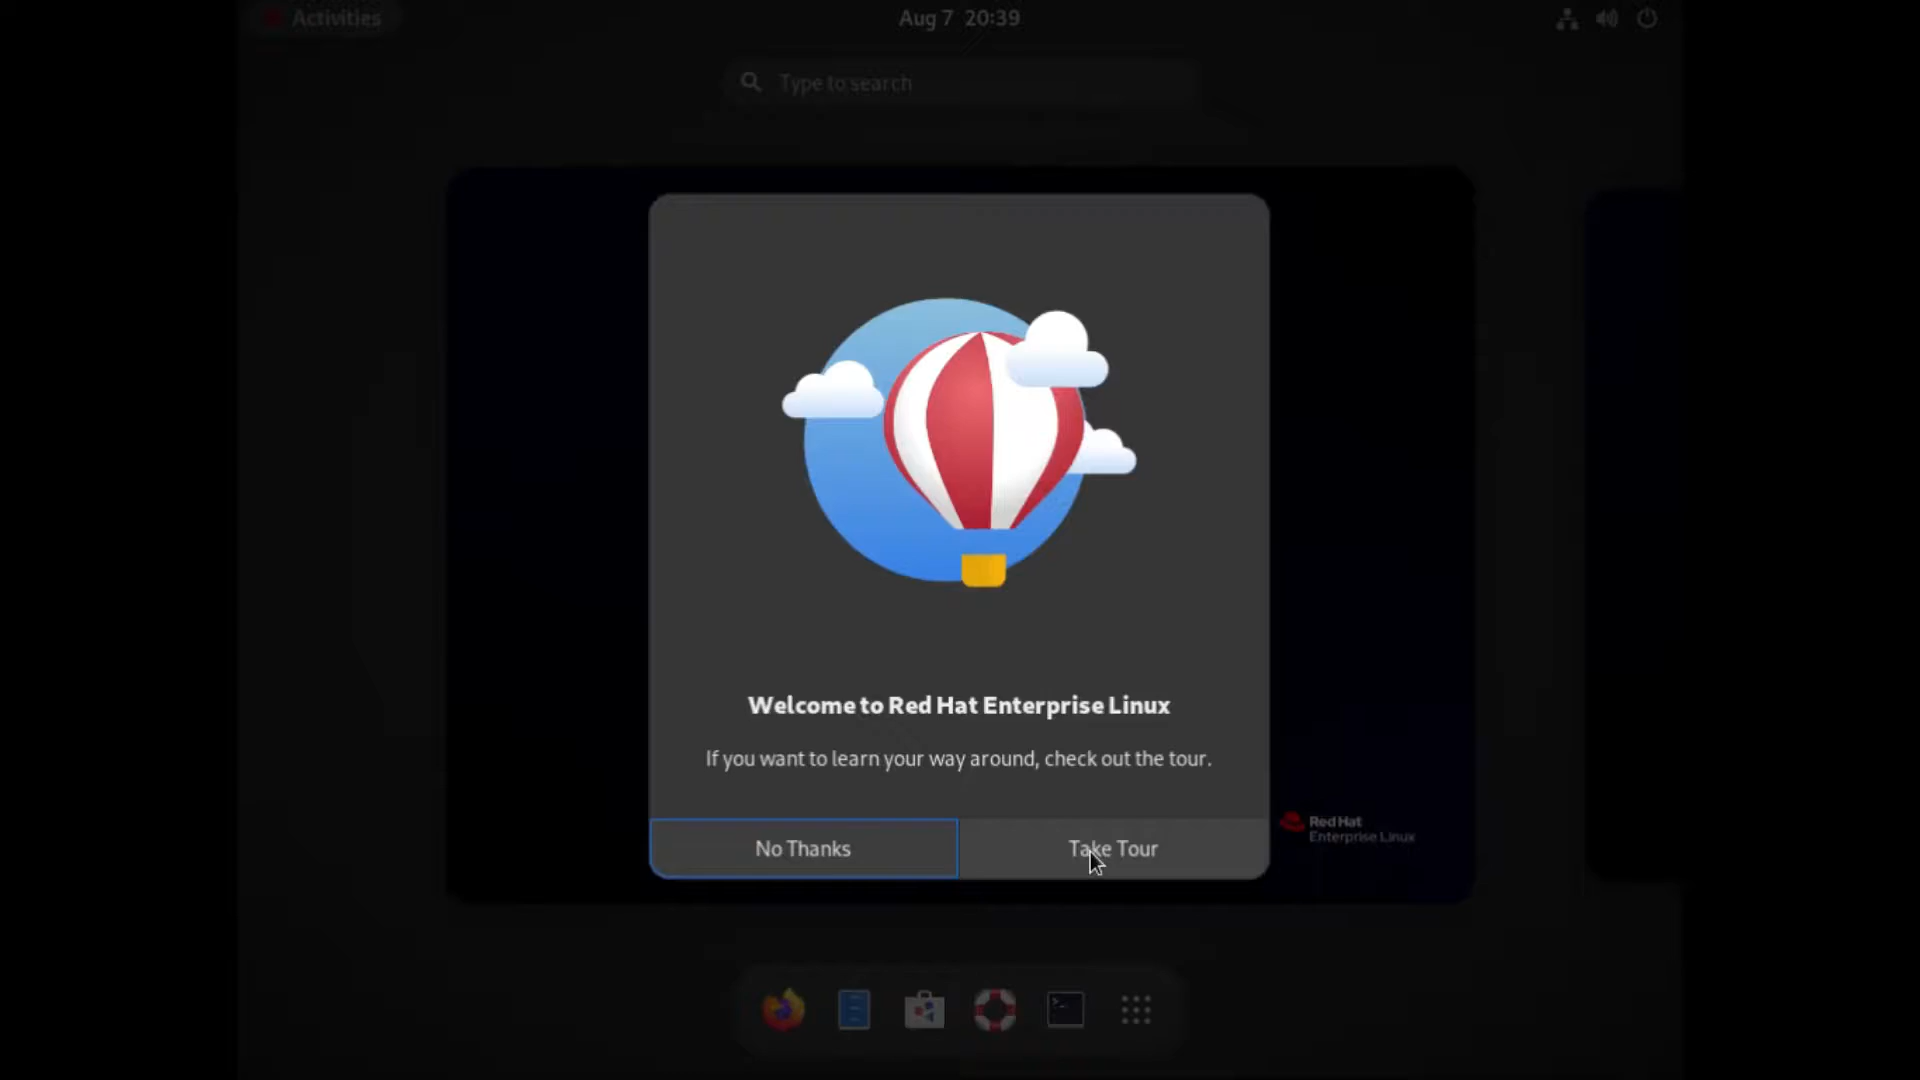 Activities
Aug 7 20:39
Type to search
Welcome to Red Hat Enterprise Linux
If you want to learn your way around, check out the tour.
Red Hat
Enterprise Linux
No Thanks
Take Tour